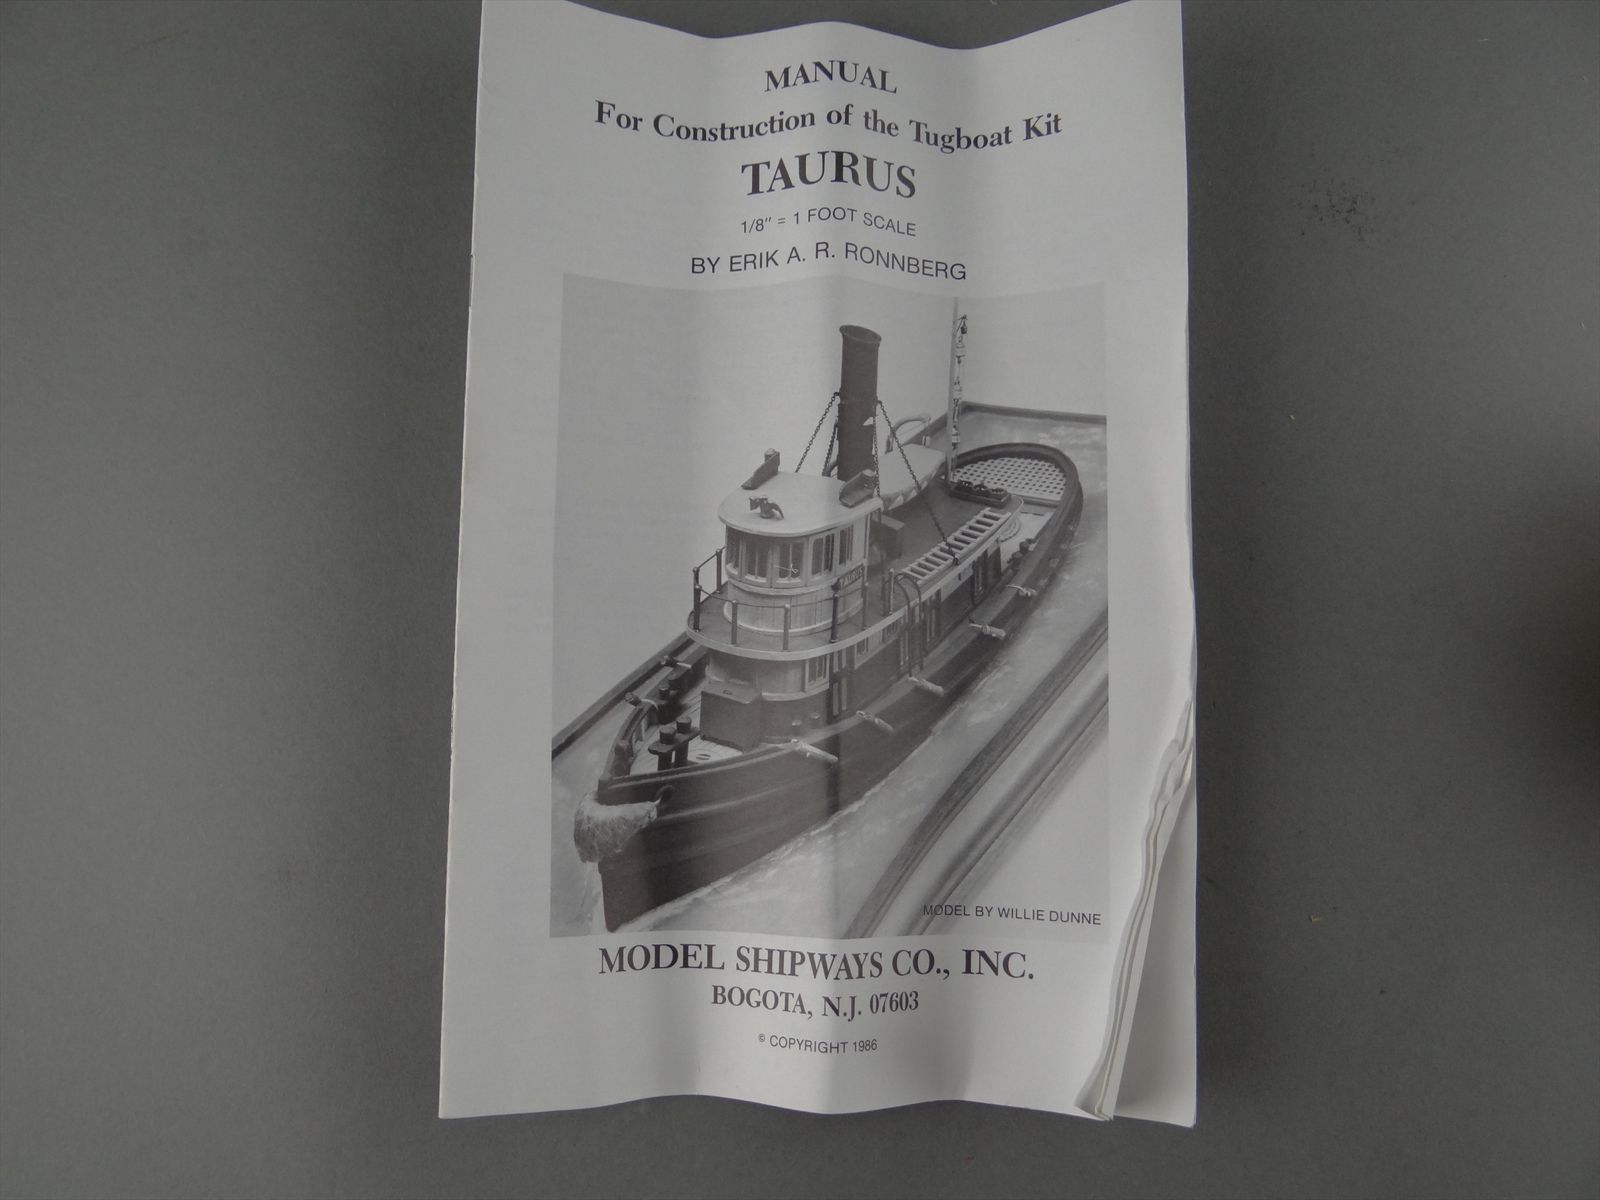 MANUAL
For Construction of the Tugboat Kit
TAURUS
1/8" = 1 FOOT SCALE
BY ERIK A. R. RONNBERG
TAURUS
MODEL BY WILLIE DUNNE
MODEL SHIPWAYS CO., INC.
BOGOTA, N.J. 07603
© COPYRIGHT 1986